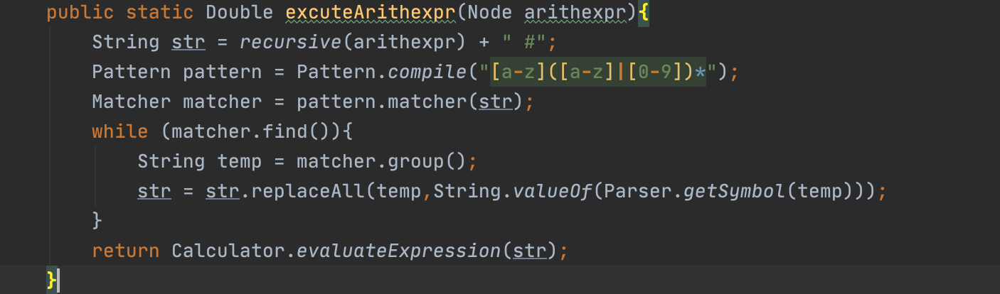 public static Double excuteArithexpr(Node arithexpr){
String str = recursive(arithexpr) + " #";
Pattern pattern = Pattern.compile("[a-z]([a-z]|[0-9])*");
Matcher matcher = pattern.matcher(str);
while (matcher.find()){
String temp = matcher.group();
str = str.replaceAll(temp,String.valueOf(Parser.getSymbol(temp)));
}
return Calculator.evaluateExpression(str);
}